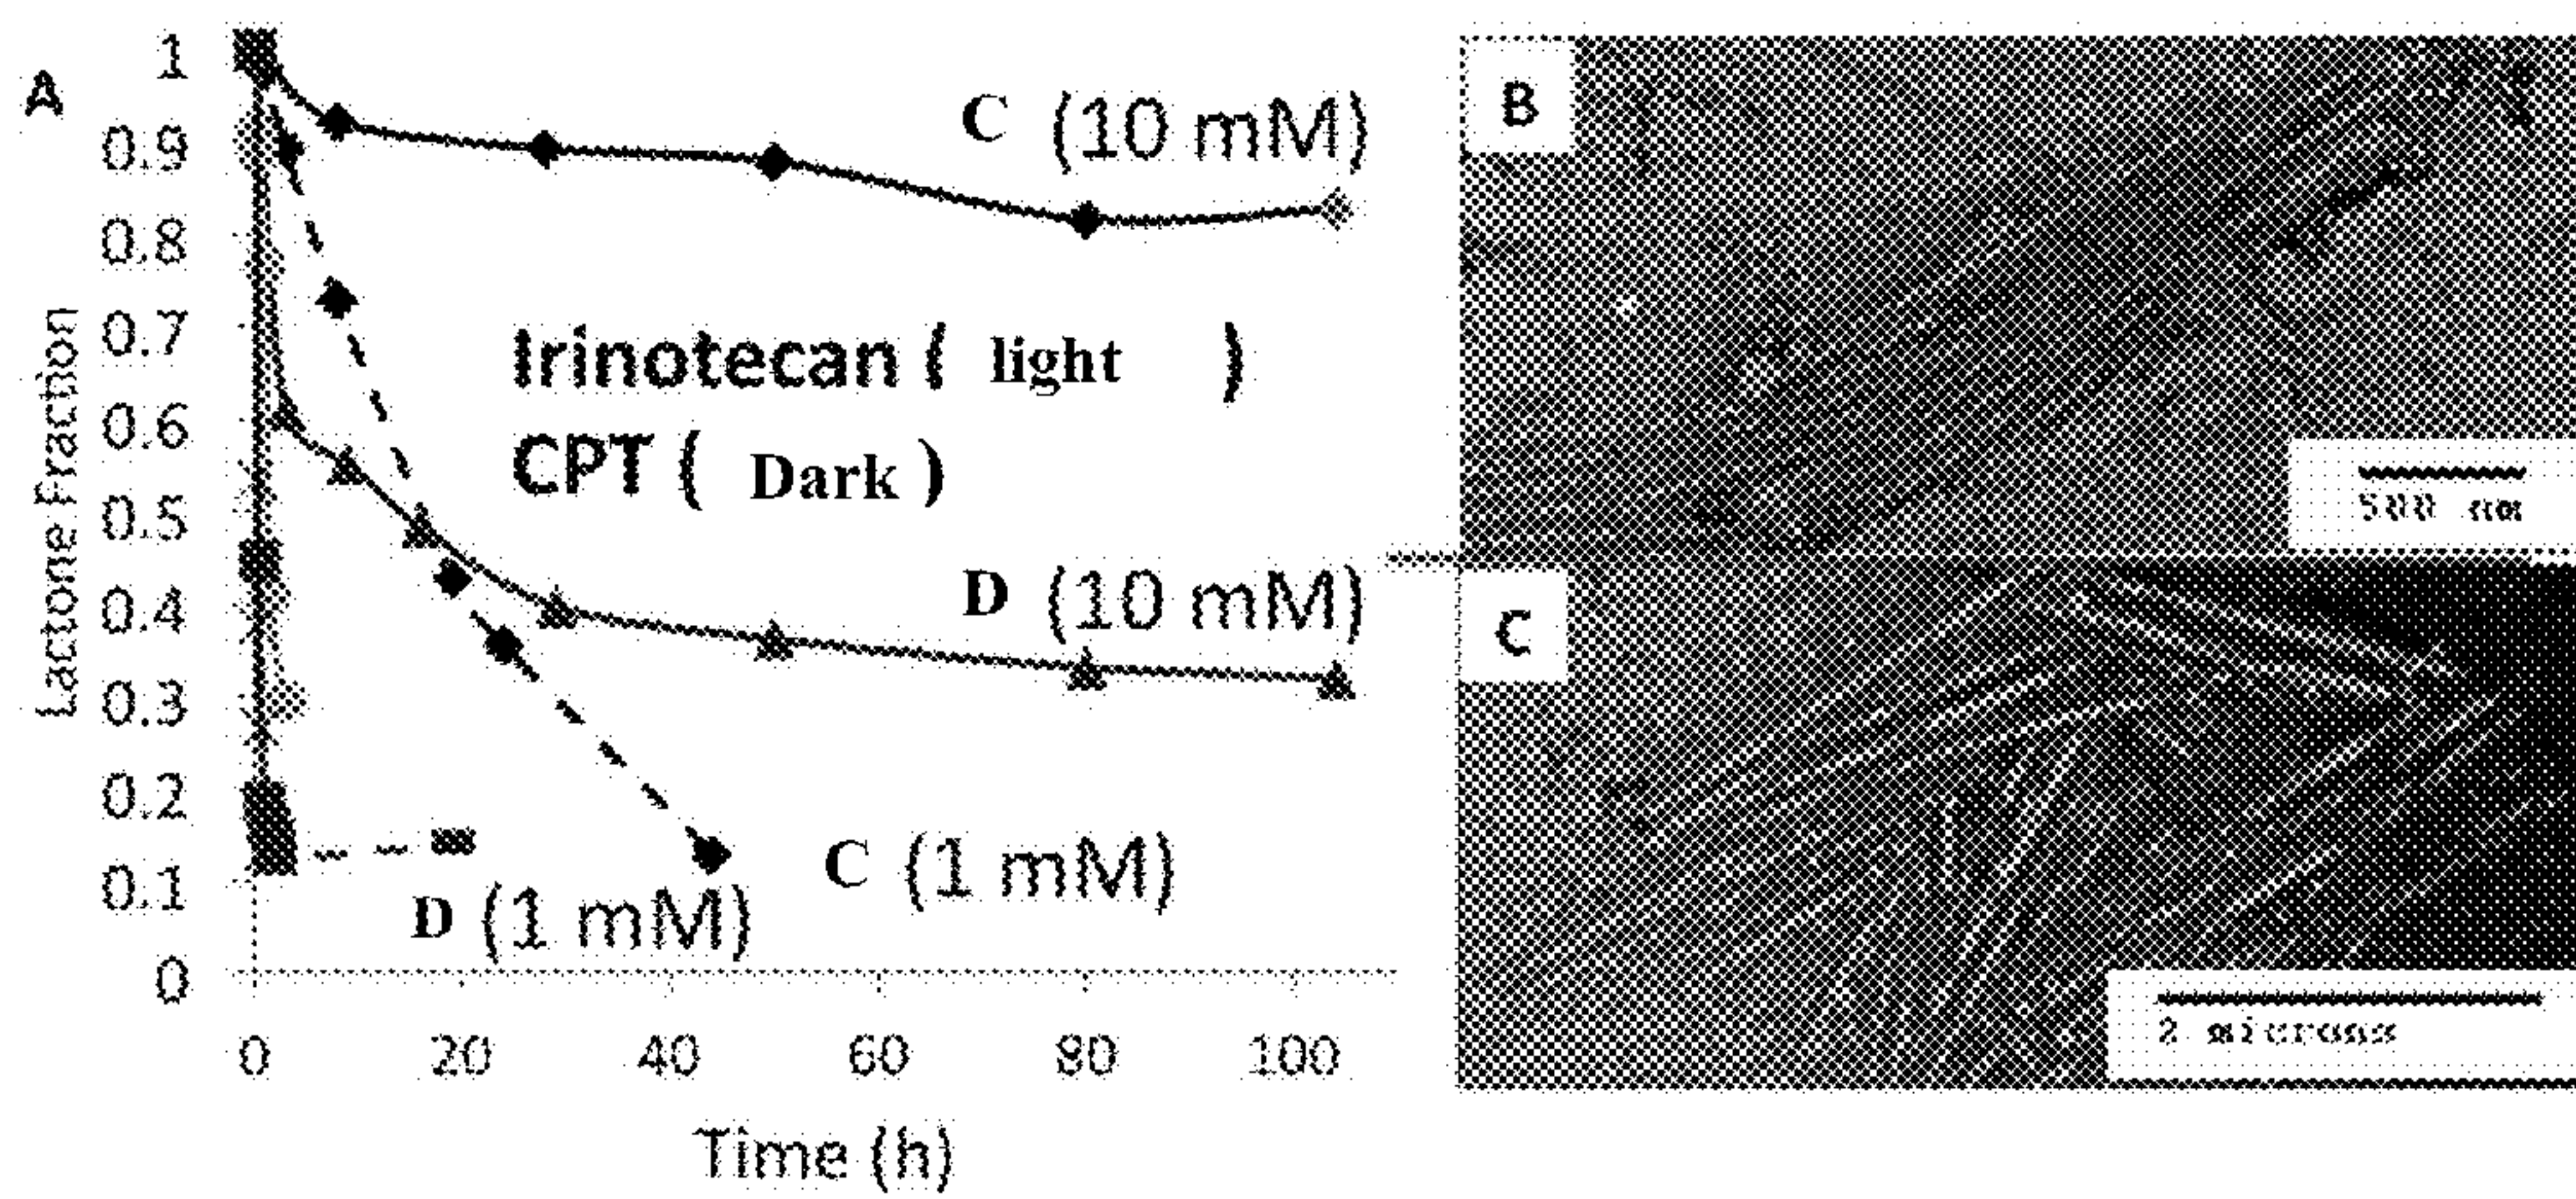 A
1
0.9
0.8
0.7
0.6
0.5
0.4
0.3
0.2
0.1
0
Lactone Fraction
0 20 40 60 80 100
Time (h)
C (10 mM)
Irinotecan ( light )
CPT ( Dark )
D (10 mM)
C (1 mM)
D (1 mM)
B
500 nm
C
2 microns